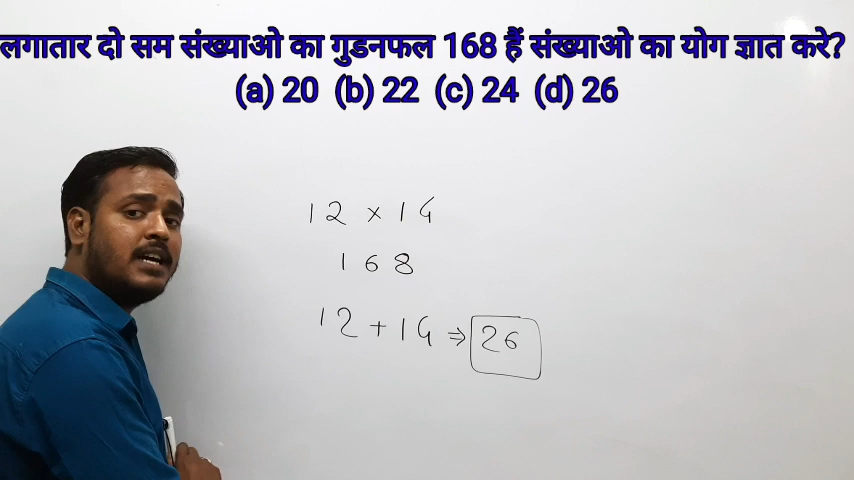 लगातार दो सम संख्याओ का गुडनफल 168 हैं संख्याओ का योग ज्ञात करे?
(a) 20 (b) 22 (c) 24 (d) 26
12 × 14
168
12 + 14 ⇒ 26